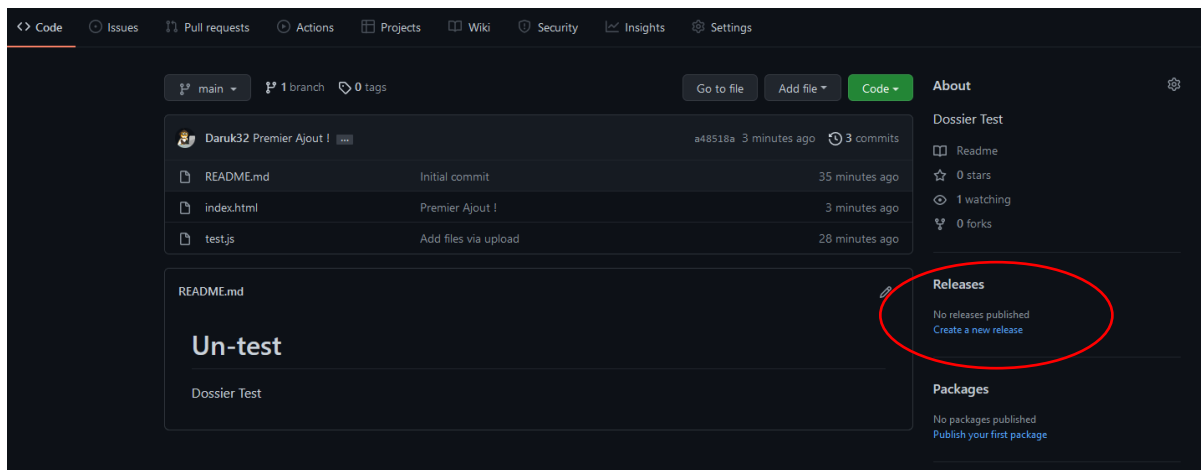 Code Issues Pull requests Actions Projects Wiki Security Insights Settings
main 1 branch 0 tags Go to file Add file Code
Daruk32 Premier Ajout ! ... a48518a 3 minutes ago 3 commits
README.md Initial commit 35 minutes ago
index.html Premier Ajout ! 3 minutes ago
test.js Add files via upload 28 minutes ago
README.md
Un-test
Dossier Test
About
Dossier Test
Readme
0 stars
1 watching
0 forks
Releases
No releases published
Create a new release
Packages
No packages published
Publish your first package